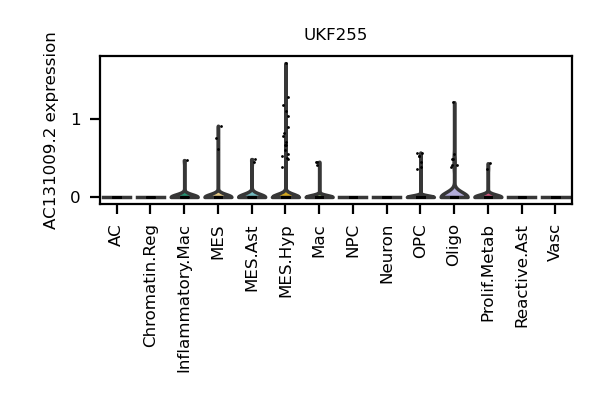 UKF255
AC131009.2 expression
1
0
AC
Chromatin.Reg
Inflammatory.Mac
MES
MES.Ast
MES.Hyp
Mac
NPC
Neuron
OPC
Oligo
Prolif.Metab
Reactive.Ast
Vasc